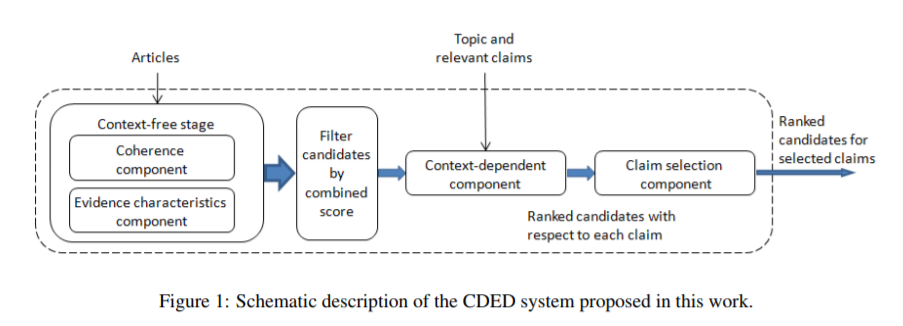 Articles
Topic and
relevant claims
Context-free stage
Coherence
component
Evidence characteristics
component
Filter
candidates
by
combined
score
Context-dependent
component
Claim selection
component
Ranked candidates with
respect to each claim
Ranked
candidates for
selected claims
Figure 1: Schematic description of the CDED system proposed in this work.